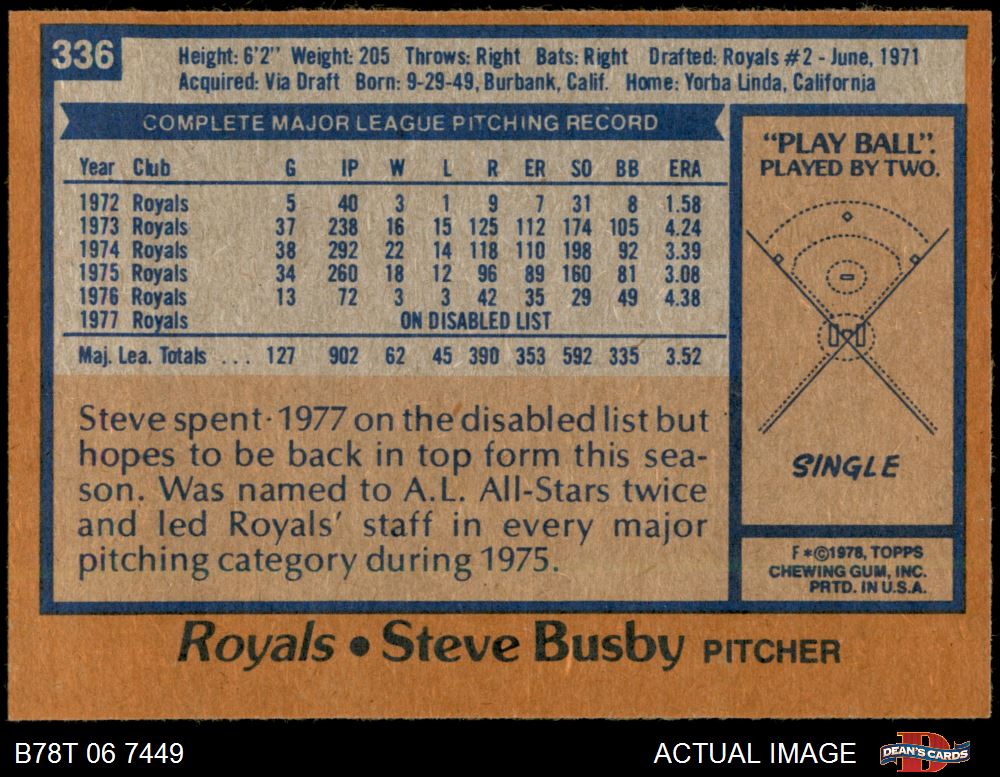 336
Height: 6'2" Weight: 205 Throws: Right Bats: Right Drafted: Royals #2 - June, 1971
Acquired: Via Draft Born: 9-29-49, Burbank, Calif. Home: Yorba Linda, California
COMPLETE MAJOR LEAGUE PITCHING RECORD
Year Club G IP W L R ER SO BB ERA
1972 Royals 5 40 3 1 9 7 31 8 1.58
1973 Royals 37 238 16 15 125 112 174 105 4.24
1974 Royals 38 292 22 14 118 110 198 92 3.39
1975 Royals 34 260 18 12 96 89 160 81 3.08
1976 Royals 13 72 3 3 42 35 29 49 4.38
1977 Royals ON DISABLED LIST
Maj. Lea. Totals ... 127 902 62 45 390 353 592 335 3.52
Steve spent 1977 on the disabled list but
hopes to be back in top form this sea-
son. Was named to A.L. All-Stars twice
and led Royals' staff in every major
pitching category during 1975.
"PLAY BALL".
PLAYED BY TWO.
SINGLE
F *©1978, TOPPS
CHEWING GUM, INC.
PRTD. IN U.S.A.
Royals • Steve Busby PITCHER
B78T 06 7449
ACTUAL IMAGE
DEAN'S CARDS